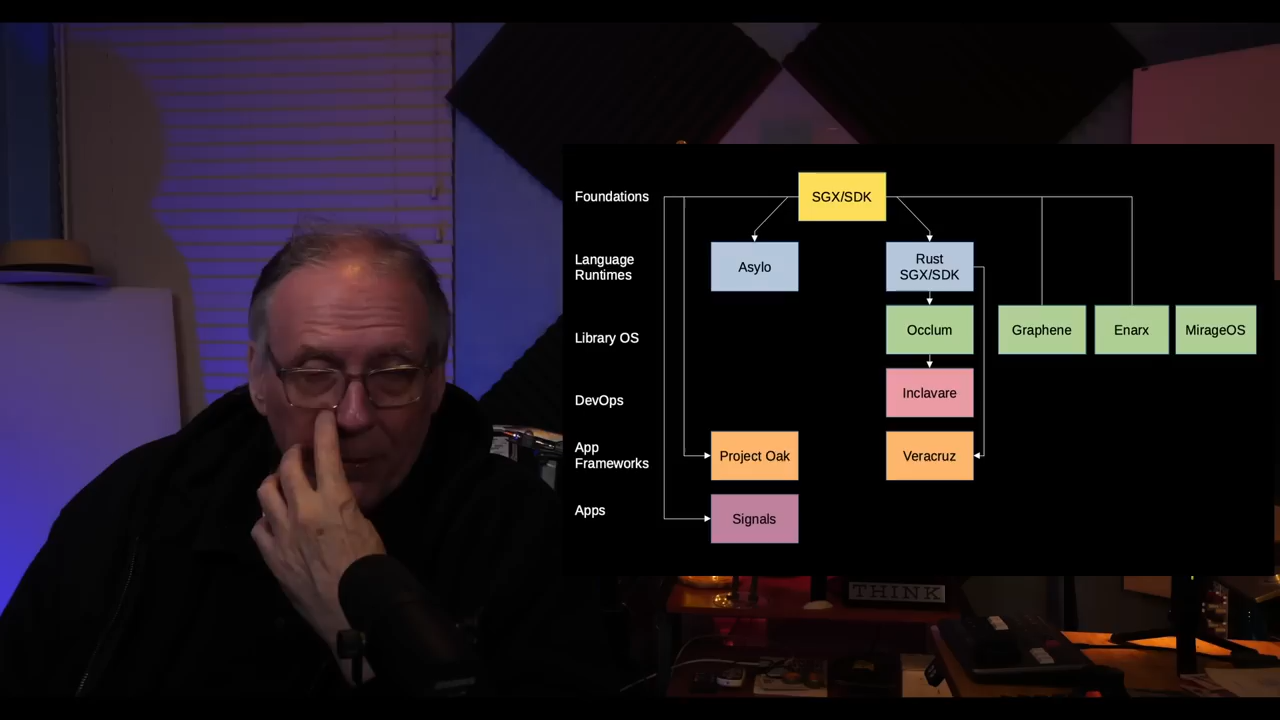 Foundations
SGX/SDK
Language
Runtimes
Asylo
Rust
SGX/SDK
Library OS
Occlum
Graphene
Enarx
MirageOS
DevOps
Inclavare
App
Frameworks
Project Oak
Veracruz
Apps
Signals
THINK